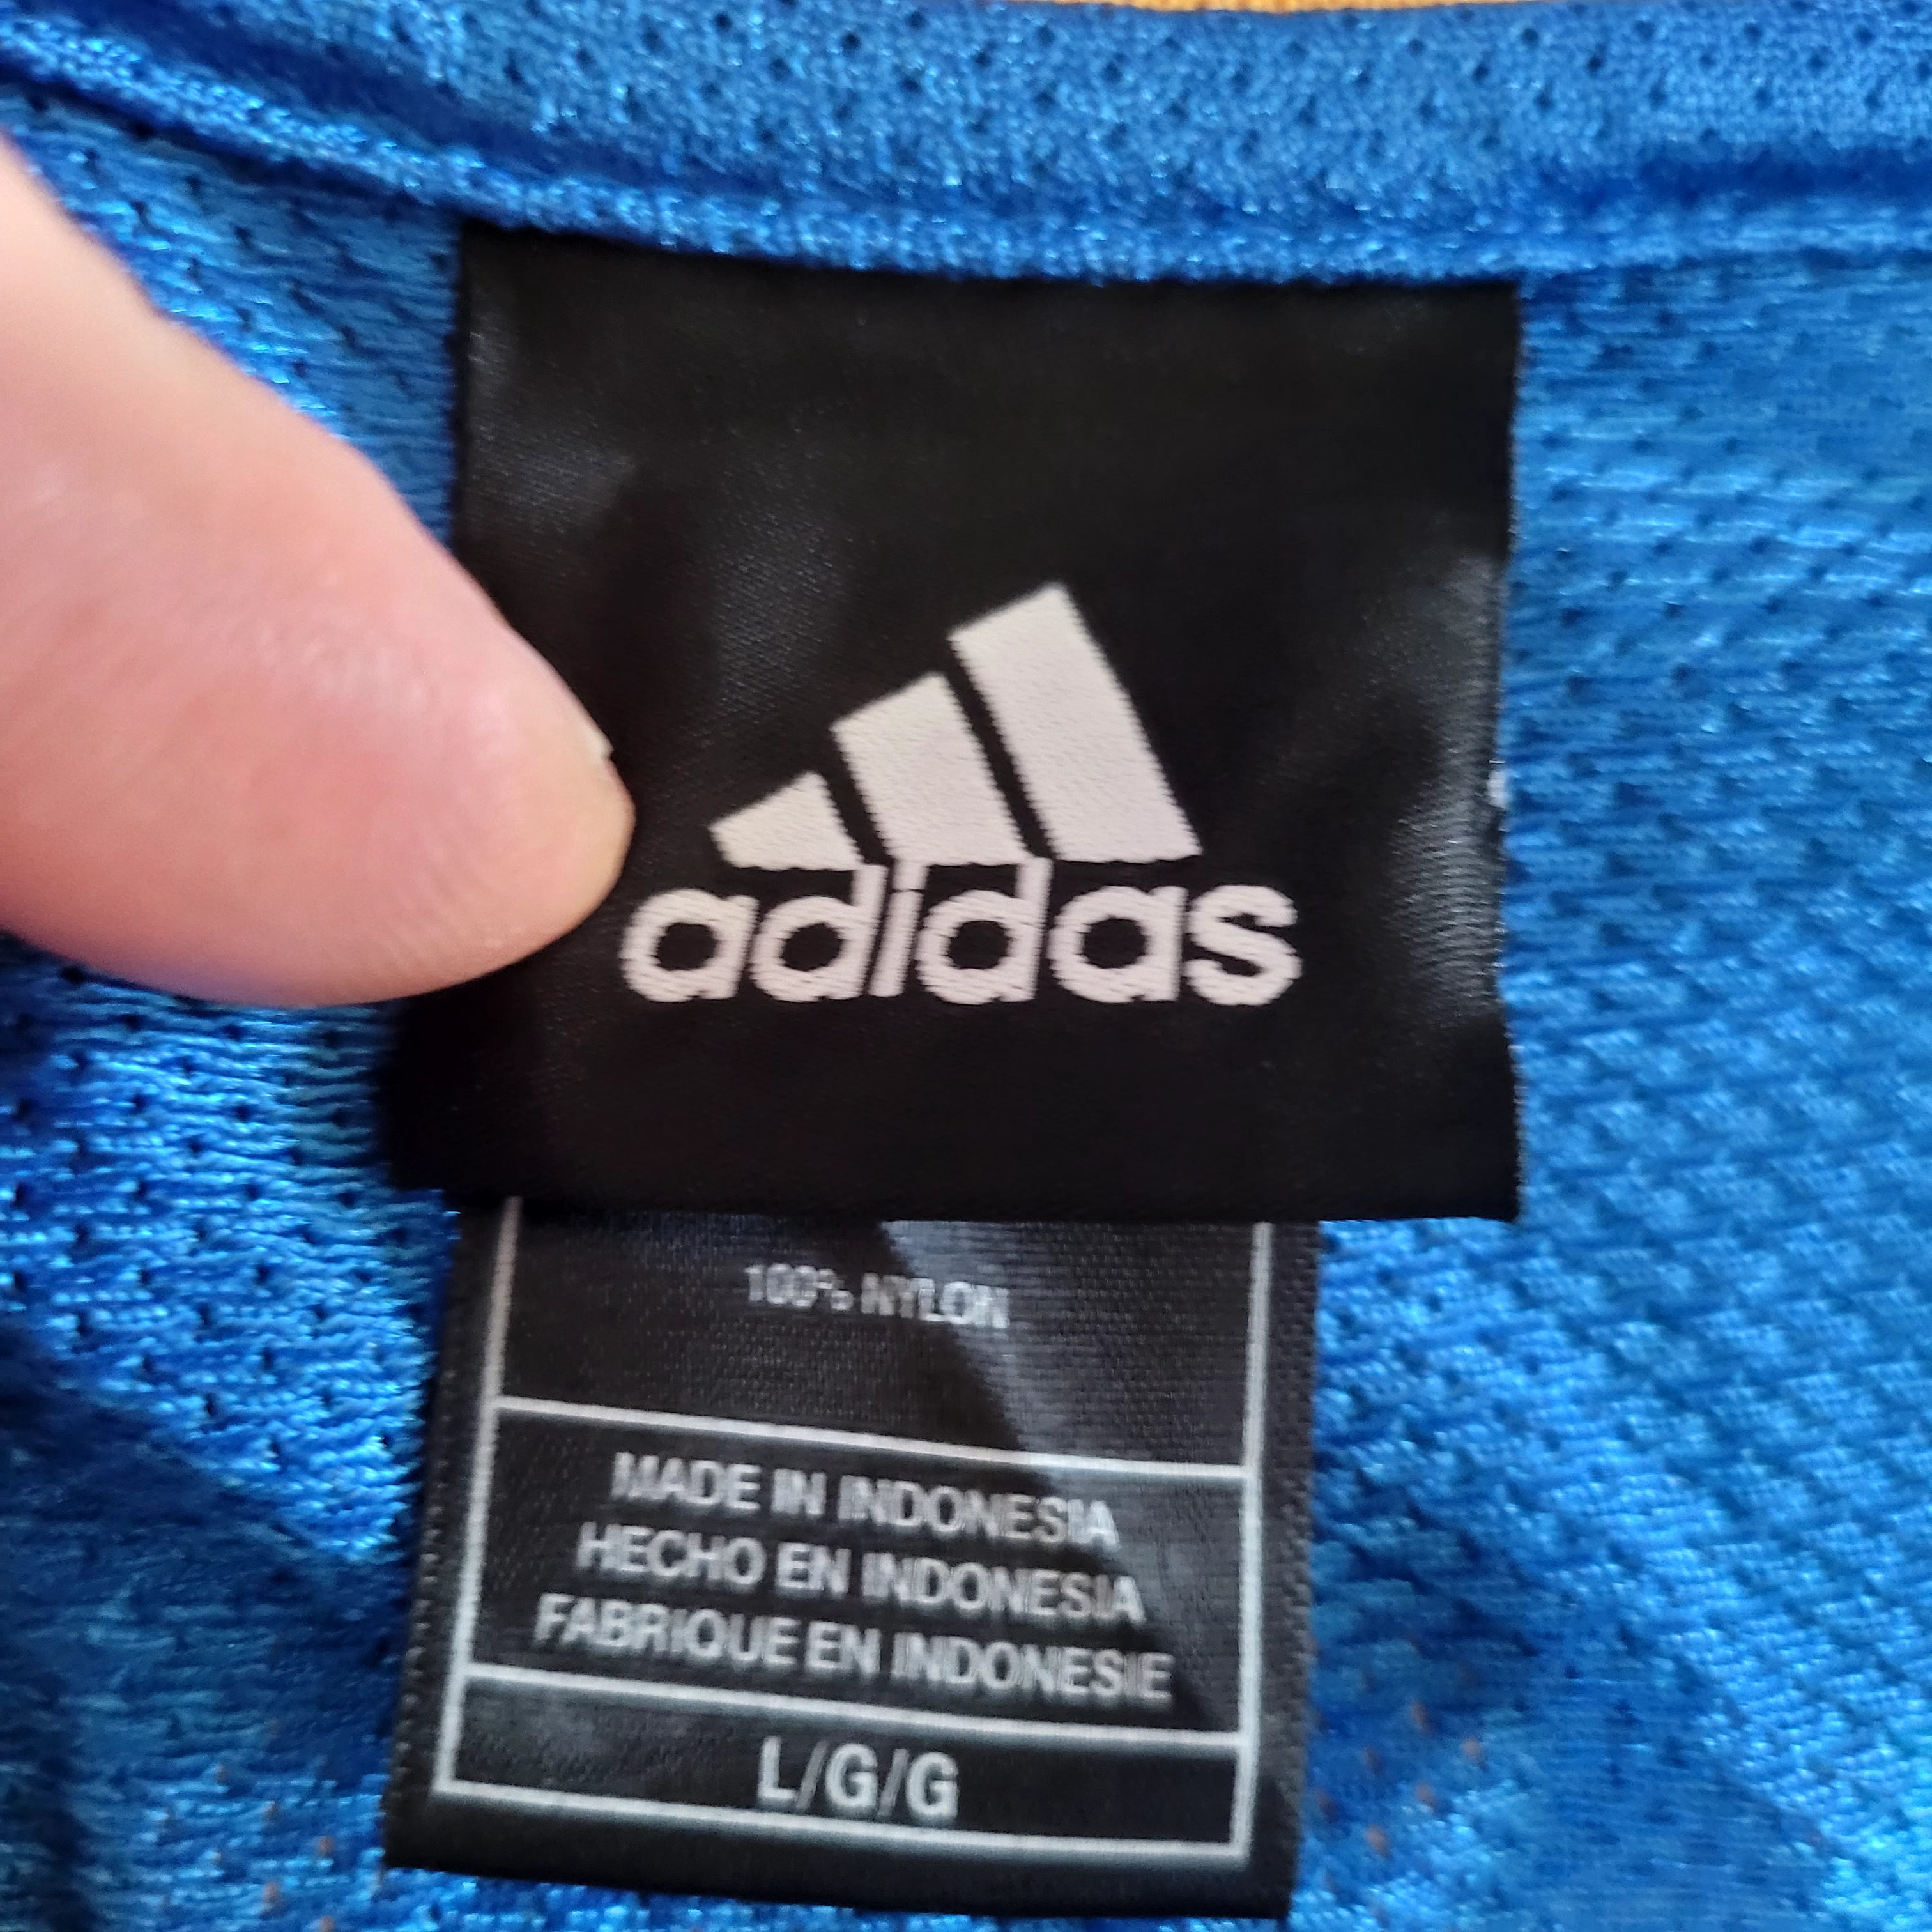 adidas
100% NYLON
MADE IN INDONESIA
HECHO EN INDONESIA
FABRIQUE EN INDONESIE
L/G/G